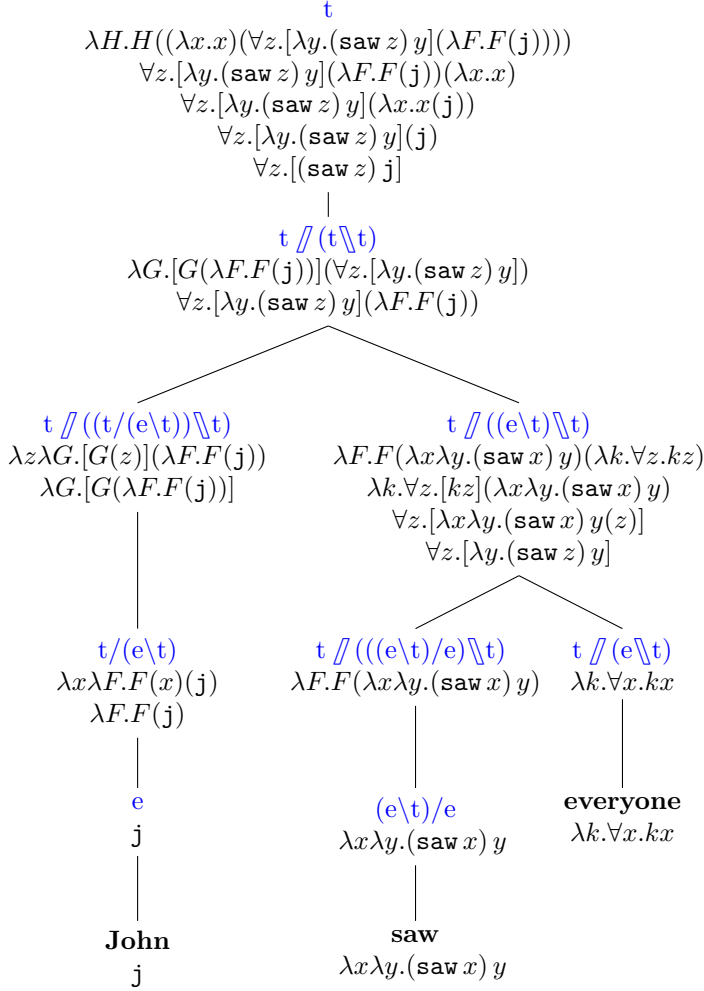 t
λH.H((λx.x)(∀z.[λy.(saw z) y](λF.F(j))))
∀z.[λy.(saw z) y](λF.F(j))(λx.x)
∀z.[λy.(saw z) y](λx.x(j))
∀z.[λy.(saw z) y](j)
∀z.[(saw z) j]
t ⫽ (t⑊t)
λG.[G(λF.F(j))](∀z.[λy.(saw z) y])
∀z.[λy.(saw z) y](λF.F(j))
t ⫽ ((t/(e\t))⑊t)
λzλG.[G(z)](λF.F(j))
λG.[G(λF.F(j))]
t ⫽ ((e\t)⑊t)
λF.F(λxλy.(saw x) y)(λk.∀z.kz)
λk.∀z.[kz](λxλy.(saw x) y)
∀z.[λxλy.(saw x) y(z)]
∀z.[λy.(saw z) y]
t/(e\t)
λxλF.F(x)(j)
λF.F(j)
t ⫽ (((e\t)/e)⑊t)
λF.F(λxλy.(saw x) y)
t ⫽ (e⑊t)
λk.∀x.kx
e
j
(e\t)/e
λxλy.(saw x) y
everyone
λk.∀x.kx
John
j
saw
λxλy.(saw x) y